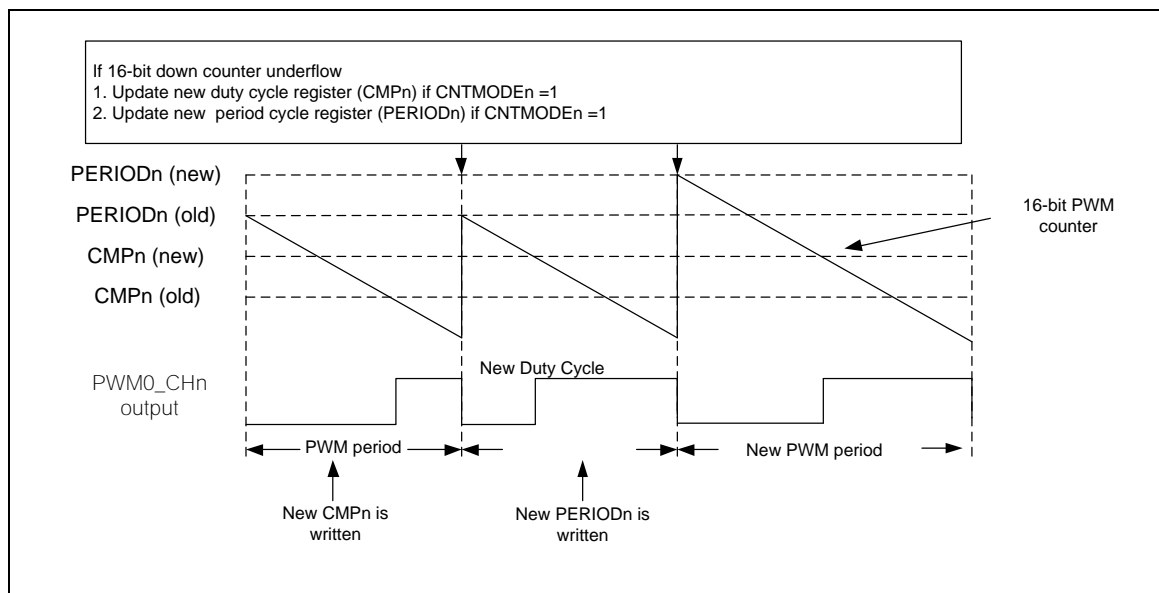 If 16-bit down counter underflow
1. Update new duty cycle register (CMPn) if CNTMODEn =1
2. Update new  period cycle register (PERIODn) if CNTMODEn =1
PERIODn (new)
PERIODn (old)
CMPn (new)
CMPn (old)
16-bit PWM
counter
PWM0_CHn
output
New Duty Cycle
PWM period
New PWM period
New CMPn is
written
New PERIODn is
written